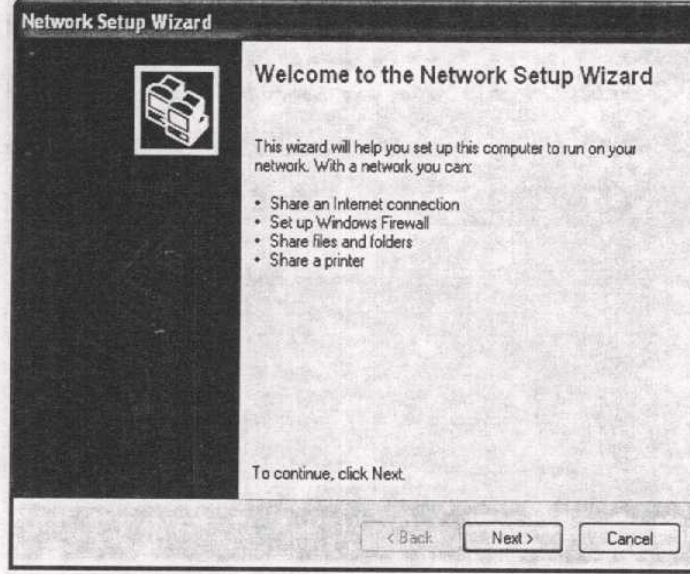 Network Setup Wizard
Welcome to the Network Setup Wizard
This wizard will help you set up this computer to run on your
network. With a network you can:
• Share an Internet connection
• Set up Windows Firewall
• Share files and folders
• Share a printer
To continue, click Next.
< Back
Next >
Cancel